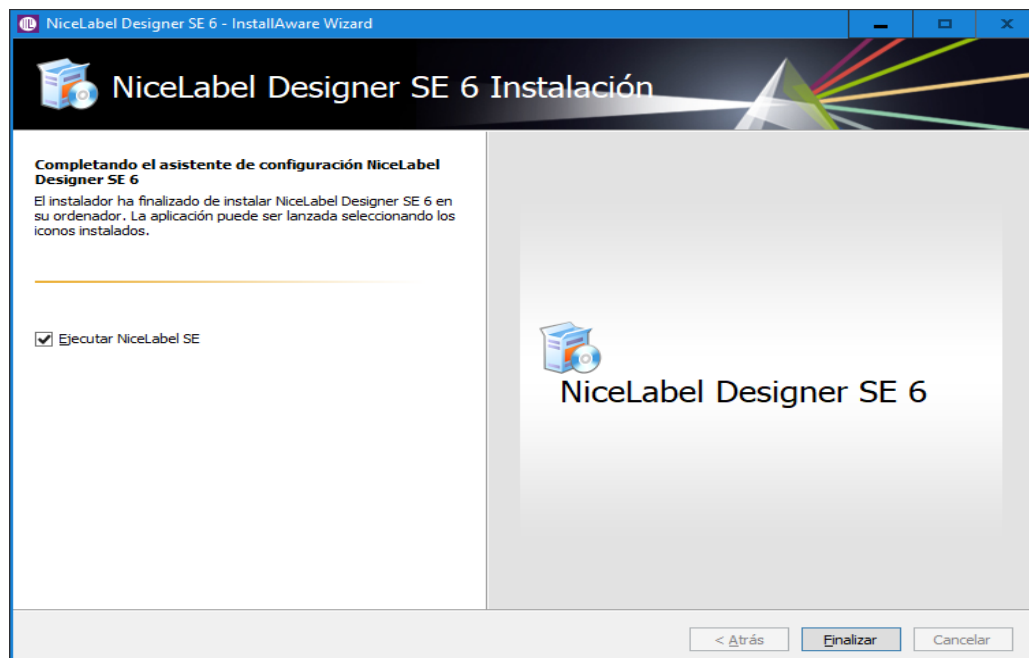 NiceLabel Designer SE 6 - InstallAware Wizard
NiceLabel Designer SE 6 Instalación
Completando el asistente de configuración NiceLabel
Designer SE 6
El instalador ha finalizado de instalar NiceLabel Designer SE 6 en
su ordenador. La aplicación puede ser lanzada seleccionando los
iconos instalados.
Ejecutar NiceLabel SE
NiceLabel Designer SE 6
< Atrás
Finalizar
Cancelar